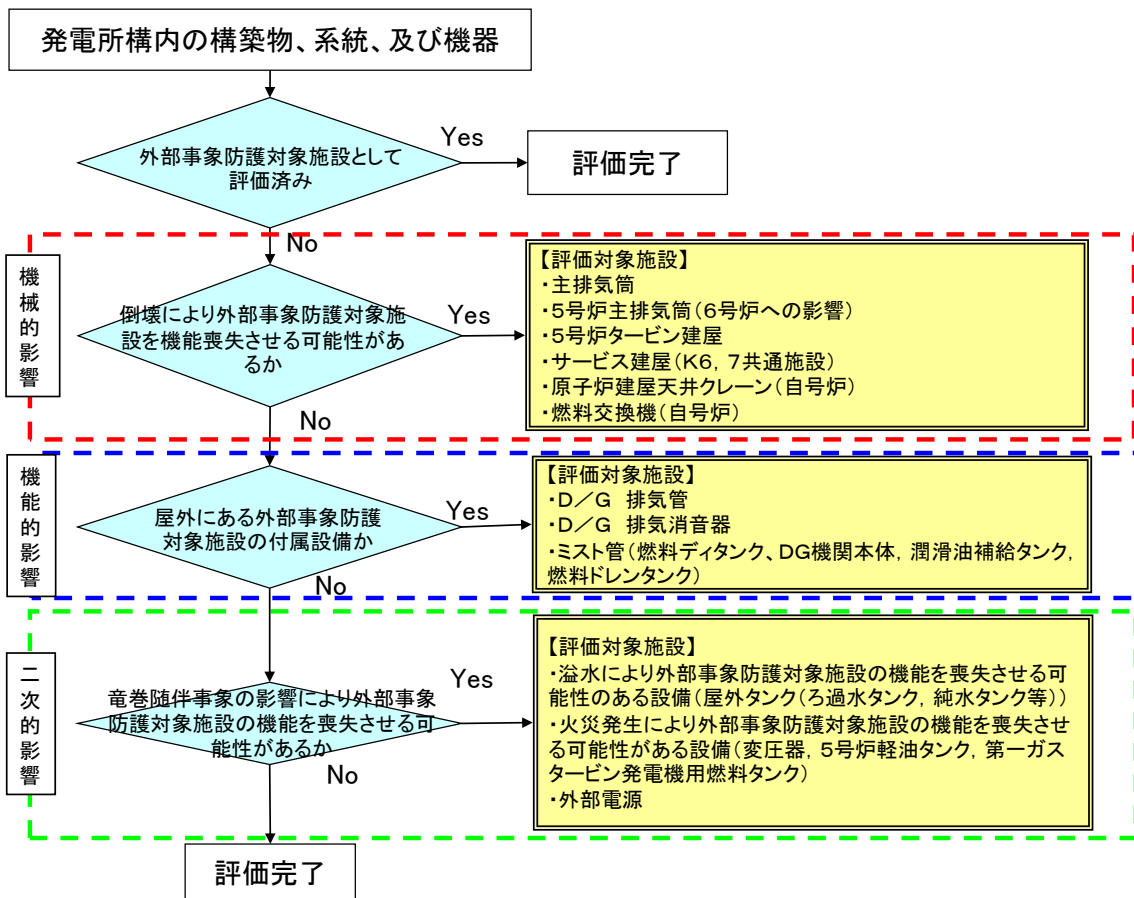 発電所構内の構築物、系統、及び機器
外部事象防護対象施設として
評価済み
Yes
評価完了
No
機械的影響
倒壊により外部事象防護対象施
設を機能喪失させる可能性があ
るか
Yes
【評価対象施設】
・主排気筒
・5号炉主排気筒(6号炉への影響)
・5号炉タービン建屋
・サービス建屋(K6,7共通施設)
・原子炉建屋天井クレーン(自号炉)
・燃料交換機(自号炉)
No
機能的影響
屋外にある外部事象防護
対象施設の付属設備か
Yes
【評価対象施設】
・D/G 排気管
・D/G 排気消音器
・ミスト管(燃料ディタンク、DG機関本体,潤滑油補給タンク,
燃料ドレンタンク)
No
二次的影響
竜巻随伴事象の影響により外部事象
防護対象施設の機能を喪失させる可
能性があるか
Yes
【評価対象施設】
・溢水により外部事象防護対象施設の機能を喪失させる可
能性のある設備(屋外タンク(ろ過水タンク,純水タンク等))
・火災発生により外部事象防護対象施設の機能を喪失させ
る可能性がある設備(変圧器,5号炉軽油タンク,第一ガス
タービン発電機用燃料タンク)
・外部電源
No
評価完了